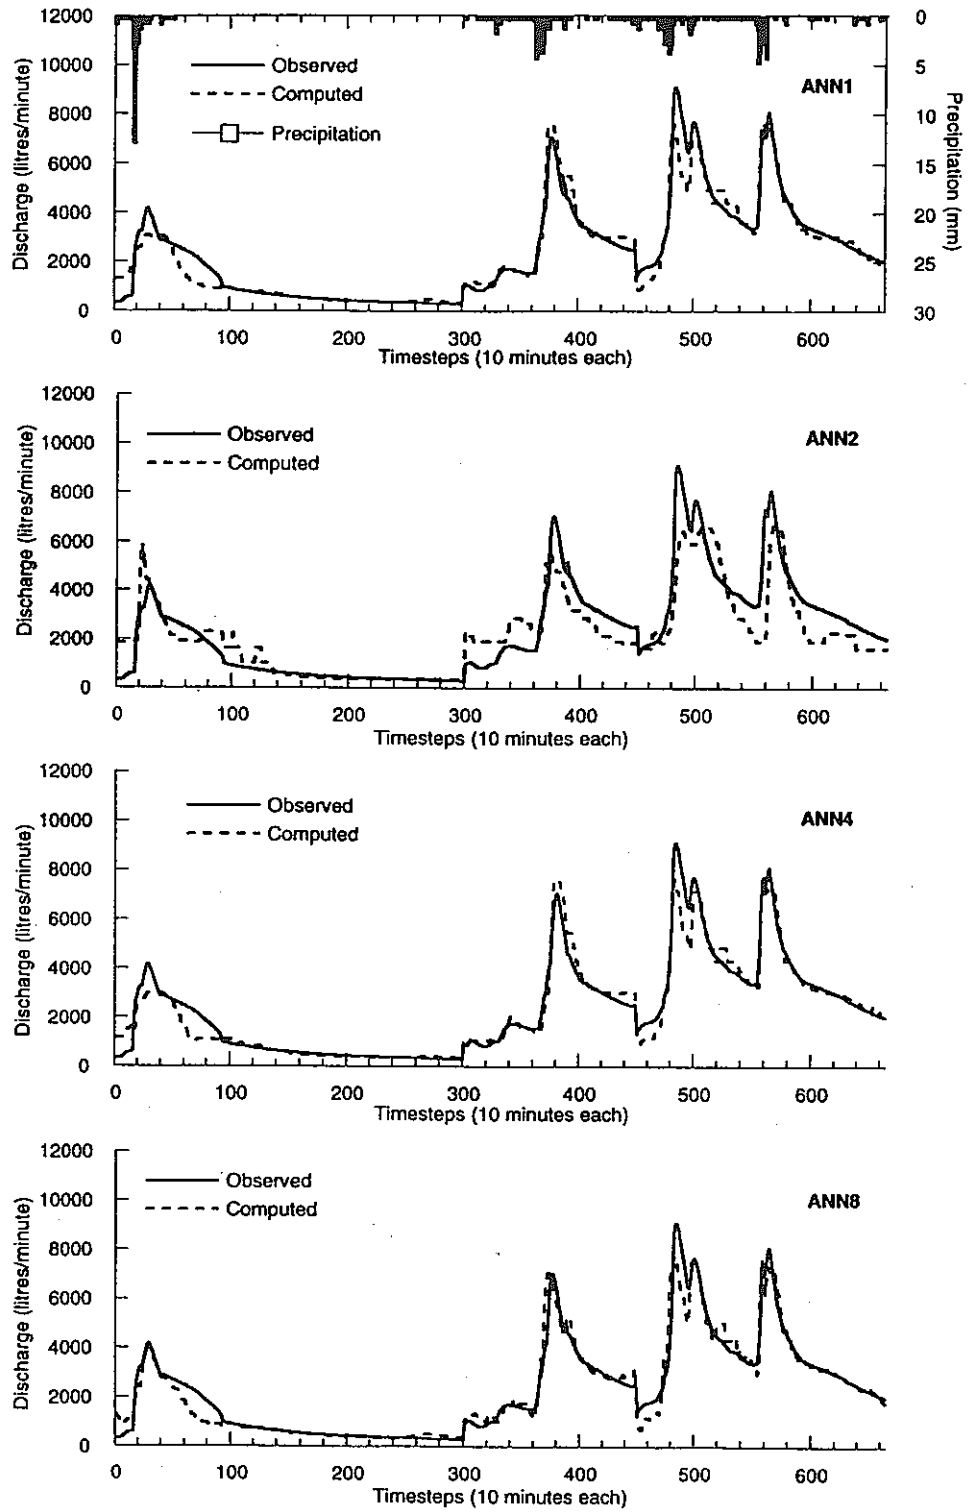 12000
10000
8000
6000
4000
2000
0
Discharge (litres/minute)
Observed
Computed
Precipitation
ANN1
0
5
10
15
20
25
30
Precipitation (mm)
0 100 200 300 400 500 600
Timesteps (10 minutes each)
12000
10000
8000
6000
4000
2000
0
Discharge (litres/minute)
Observed
Computed
ANN2
0 100 200 300 400 500 600
Timesteps (10 minutes each)
12000
10000
8000
6000
4000
2000
0
Discharge (litres/minute)
Observed
Computed
ANN4
0 100 200 300 400 500 600
Timesteps (10 minutes each)
12000
10000
8000
6000
4000
2000
0
Discharge (litres/minute)
Observed
Computed
ANN8
0 100 200 300 400 500 600
Timesteps (10 minutes each)